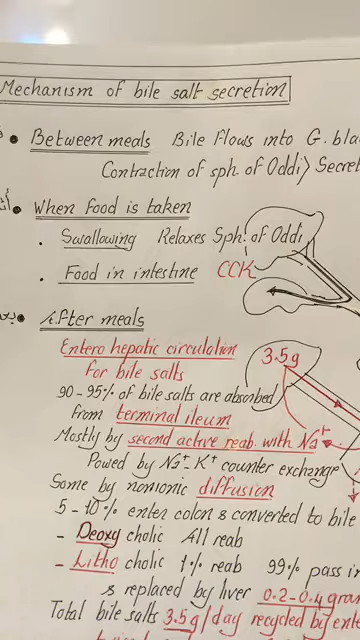 Mechanism of bile salt secretion
• Between meals Bile flows into G.
Contraction of sph. of Oddi > Secret
• When food is taken
. Swallowing Relaxes Sph. of Oddi
. Food in intestine CCK
• After meals
Entero hepatic circulation for bile salts
3.5g
90-95% of bile salts are absorbed
from terminal ileum
Mostly by second active reab. with Na+
Powed by Na+-K+ counter exchange
Some by nonionic diffusion
5-10% enter colon & converted to bile
- Deoxy cholic All reab
- Litho cholic 1% reab 99% pass in
& replaced by liver 0.2-0.4 gram
Total bile salts 3.5g/day recycled by ente